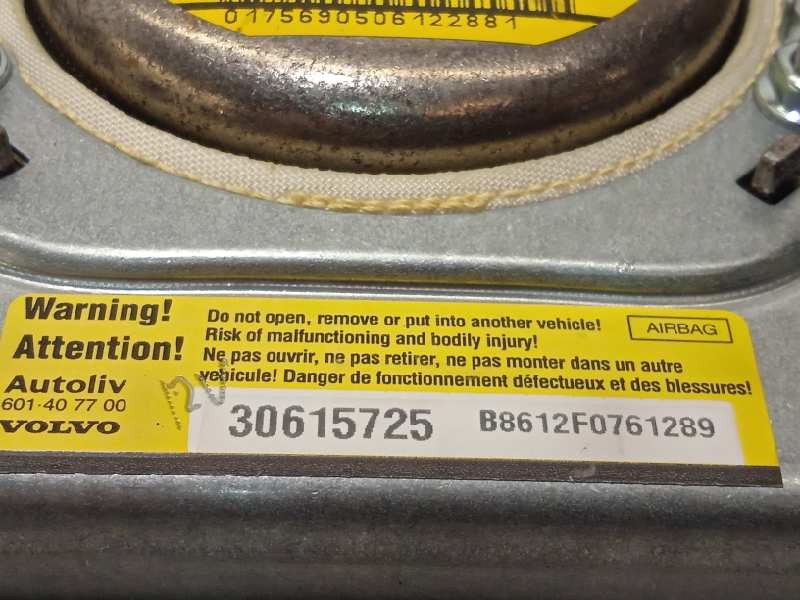 0175690506122881
Warning!
Attention!
Autoliv
601·40 77 00
VOLVO
Do not open, remove or put into another vehicle!
Risk of malfunctioning and bodily injury!
Ne pas ouvrir, ne pas retirer, ne pas monter dans un autre
vehicule! Danger de fonctionnement défectueux et des blessures!
AIRBAG
30615725 B8612F0761289